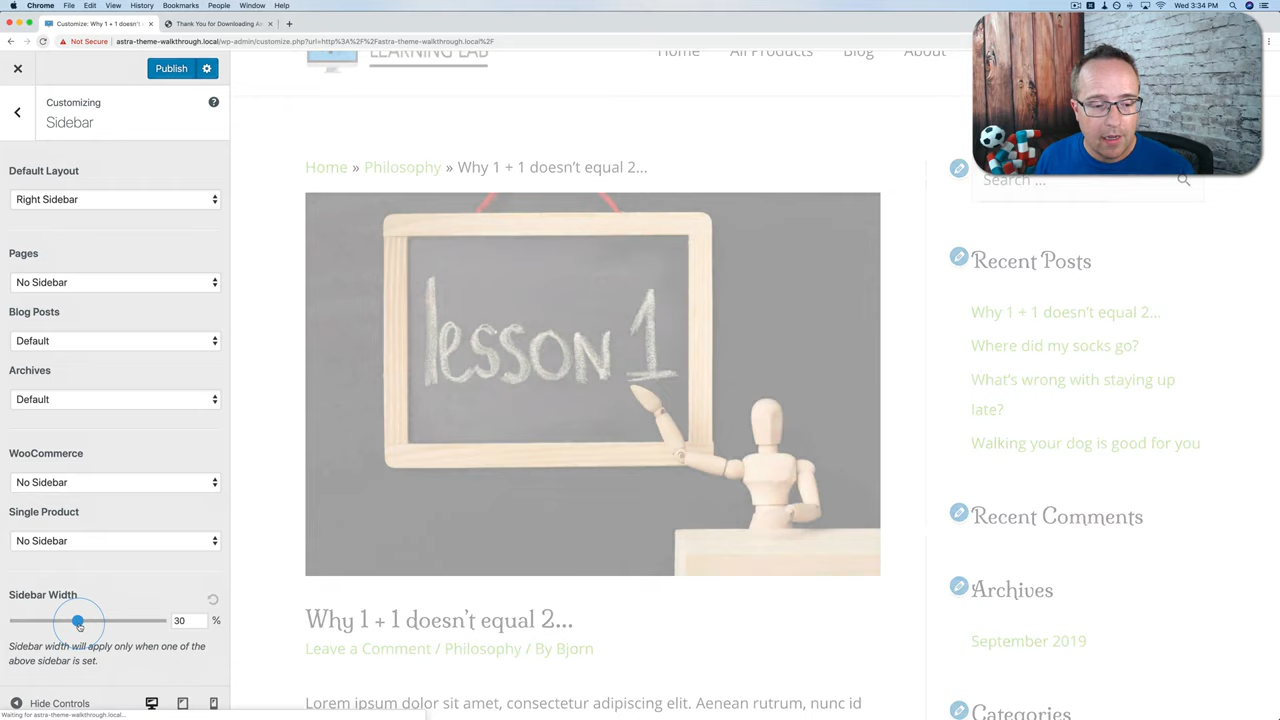 Chrome File Edit View History Bookmarks People Window Help
Wed 3:34 PM
Customize: Why 1 + 1 doesn't
Thank You for Downloading
Not Secure astra-theme-walkthrough.local/wp-admin/customize.php?url=http%3A%2F%2Fastra-theme-walkthrough.local%2F
LEARNING LAB
Home All Products Blog About
Publish
Customizing
Sidebar
Default Layout
Right Sidebar
Pages
No Sidebar
Blog Posts
Default
Archives
Default
WooCommerce
No Sidebar
Single Product
No Sidebar
Sidebar Width
30 %
Sidebar width will apply only when one of the
above sidebar is set.
Hide Controls
Waiting for astra-theme-walkthrough.local...
Home » Philosophy » Why 1 + 1 doesn’t equal 2…
lesson 1
Why 1 + 1 doesn’t equal 2…
Leave a Comment / Philosophy / By Bjorn
Lorem ipsum dolor sit amet, consectetur adipiscing elit. Aenean rutrum, nunc id
Search ...
Recent Posts
Why 1 + 1 doesn’t equal 2…
Where did my socks go?
What’s wrong with staying up
late?
Walking your dog is good for you
Recent Comments
Archives
September 2019
Categories